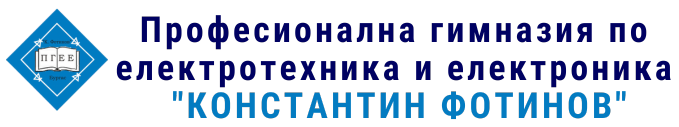 Професионална гимназия по
електротехника и електроника
"КОНСТАНТИН ФОТИНОВ"
ПГЕЕ